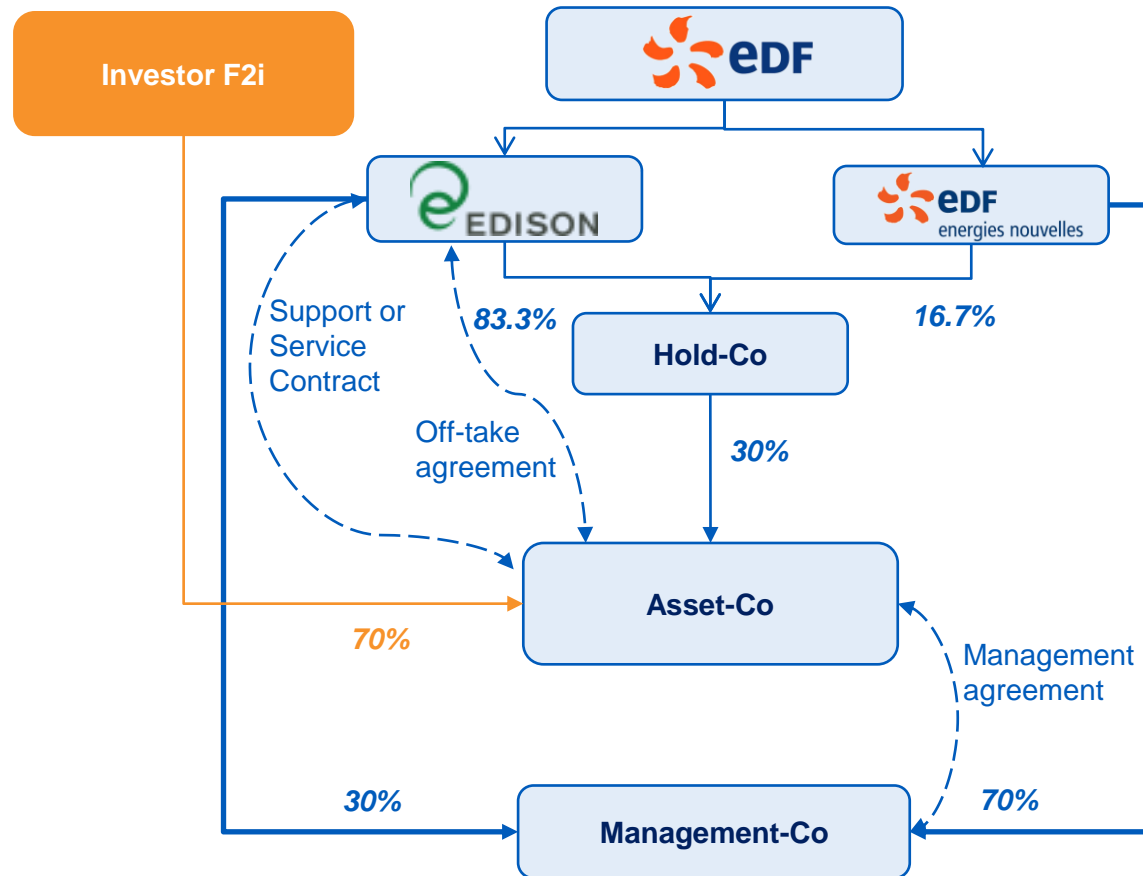 Investor F2i
eDF
EDISON
eDF
energies nouvelles
Support or
Service
Contract
83.3%
16.7%
Hold-Co
Off-take
agreement
30%
Asset-Co
70%
Management
agreement
30%
70%
Management-Co